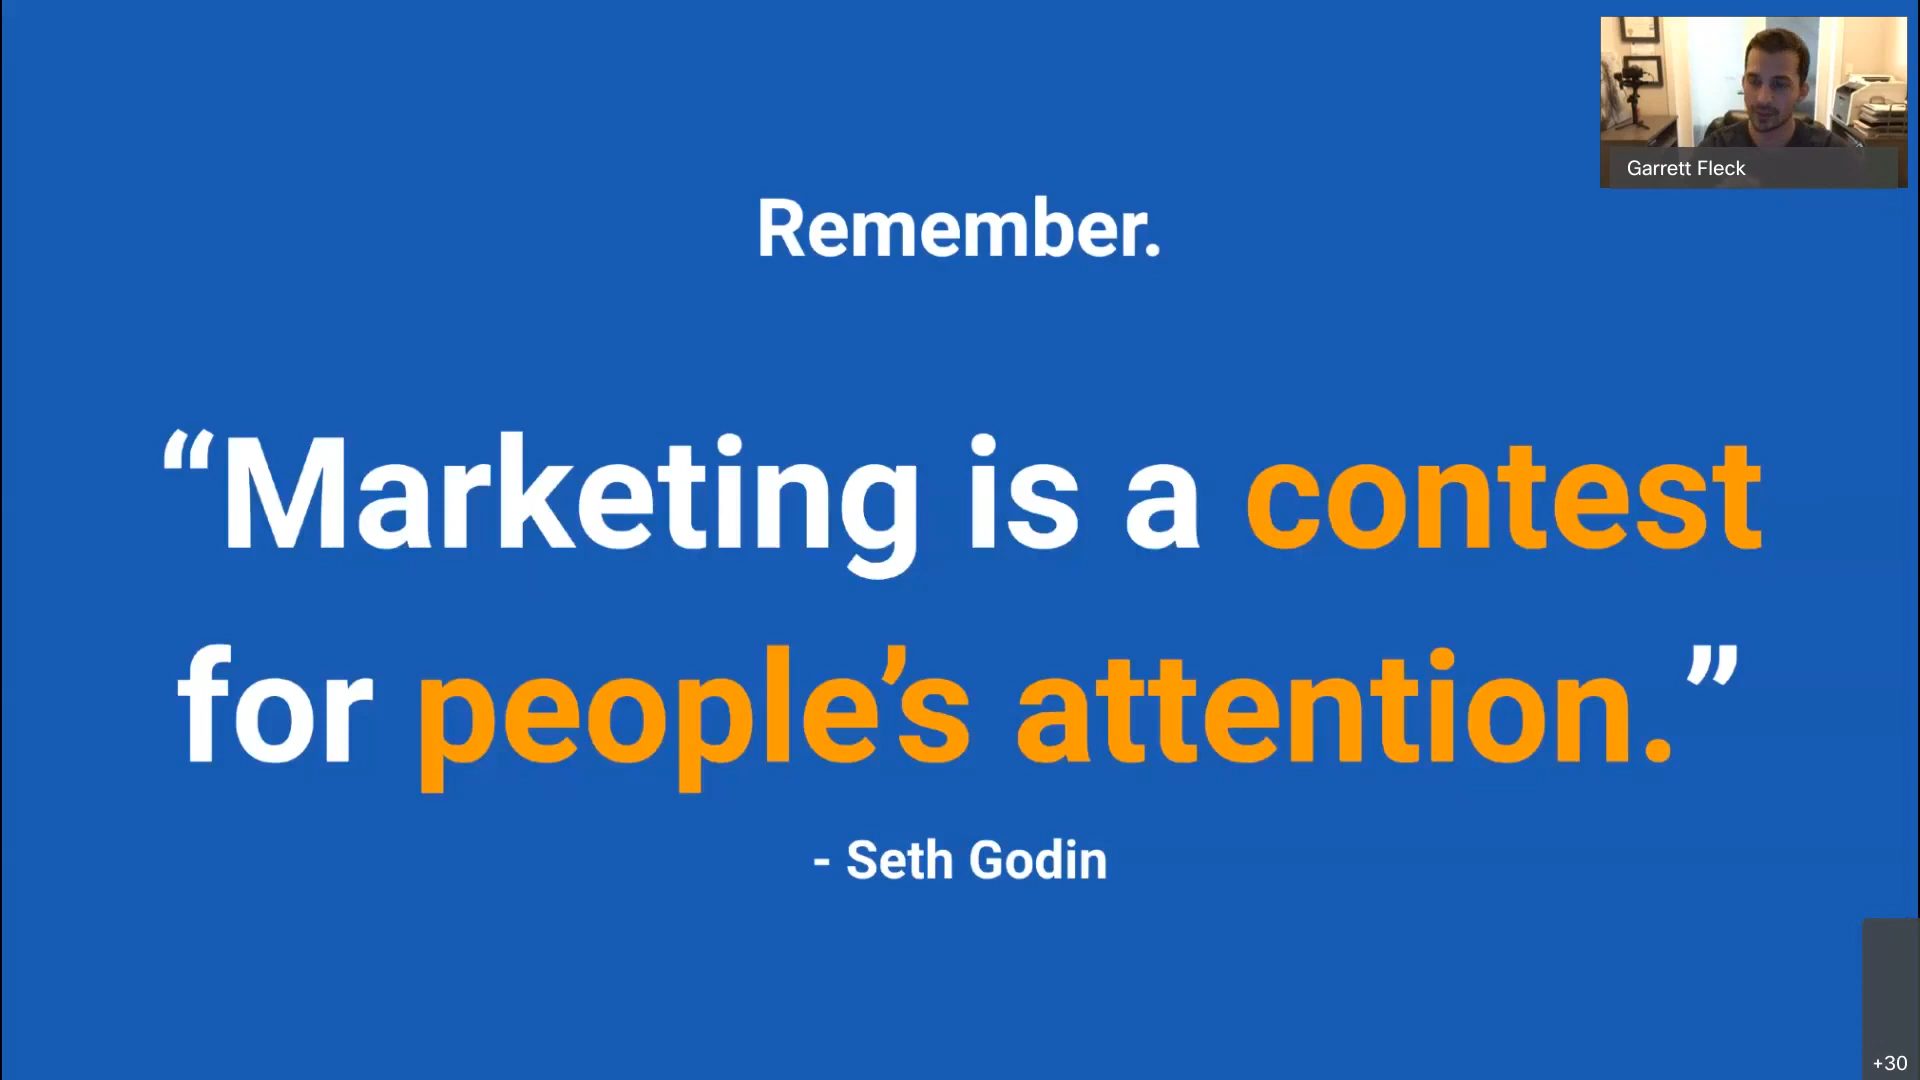 Garrett Fleck
Remember.
“Marketing is a contest
for people’s attention.”
- Seth Godin
+30